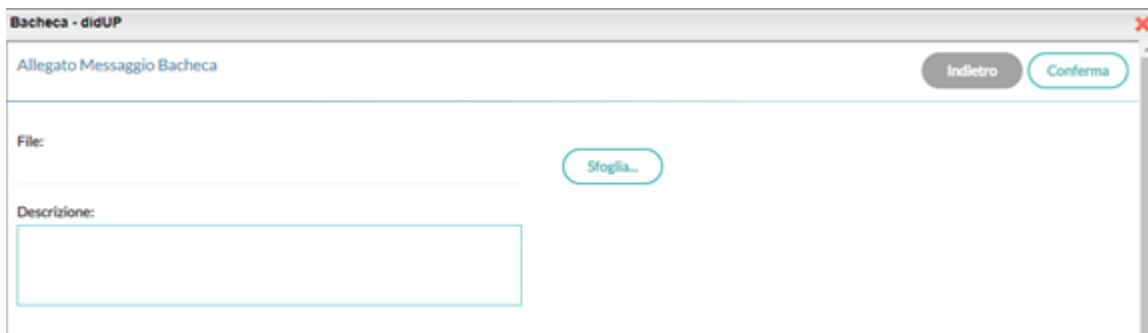 Bacheca - didUP
Allegato Messaggio Bacheca
Indietro
Conferma
File:
Sfoglia...
Descrizione: